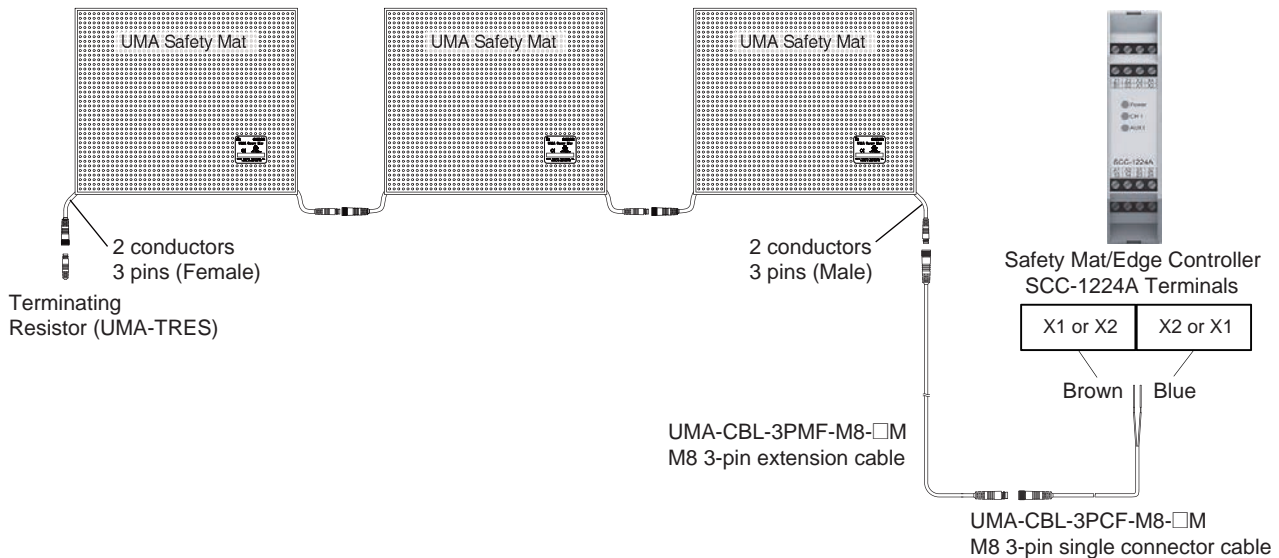 UMA Safety Mat
UMA Safety Mat
UMA Safety Mat
Power
CH 1
AUX1
SCC-1224A
2 conductors
3 pins (Female)
Terminating
Resistor (UMA-TRES)
2 conductors
3 pins (Male)
Safety Mat/Edge Controller
SCC-1224A Terminals
X1 or X2
X2 or X1
Brown
Blue
UMA-CBL-3PMF-M8-□M
M8 3-pin extension cable
UMA-CBL-3PCF-M8-□M
M8 3-pin single connector cable